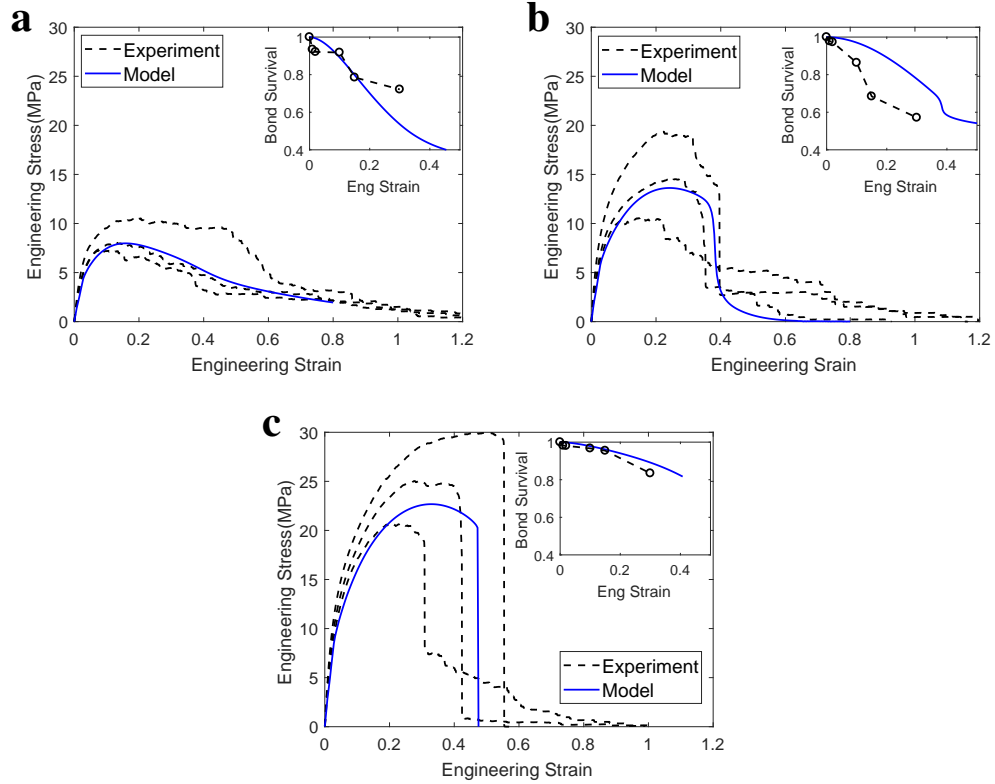 a
30
25
20
15
10
5
0
Engineering Stress(MPa)
0 0.2 0.4 0.6 0.8 1 1.2
Engineering Strain
Experiment
Model
1
0.8
0.6
0.4
Bond Survival
0 0.2 0.4
Eng Strain
b
30
25
20
15
10
5
0
Engineering Stress(MPa)
0 0.2 0.4 0.6 0.8 1 1.2
Engineering Srain
Experiment
Model
1
0.8
0.6
0.4
Bond Survival
0 0.2 0.4
Eng Strain
c
30
25
20
15
10
5
0
Engineering Stress(MPa)
0 0.2 0.4 0.6 0.8 1 1.2
Engineering Strain
1
0.8
0.6
0.4
Bond Survival
0 0.2 0.4
Eng Strain
Experiment
Model